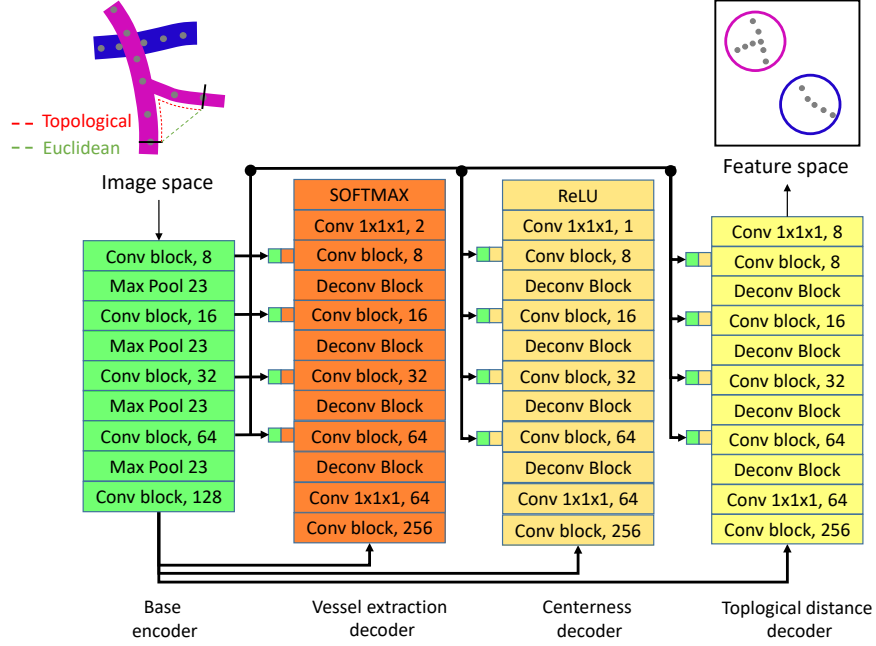 Topological
Euclidean
Image space
Feature space
Conv block, 8
Max Pool 23
Conv block, 16
Max Pool 23
Conv block, 32
Max Pool 23
Conv block, 64
Max Pool 23
Conv block, 128
SOFTMAX
Conv 1x1x1, 2
Conv block, 8
Deconv Block
Conv block, 16
Deconv Block
Conv block, 32
Deconv Block
Conv block, 64
Deconv Block
Conv 1x1x1, 64
Conv block, 256
ReLU
Conv 1x1x1, 1
Conv block, 8
Deconv Block
Conv block, 16
Deconv Block
Conv block, 32
Deconv Block
Conv block, 64
Deconv Block
Conv 1x1x1, 64
Conv block, 256
Conv 1x1x1, 8
Conv block, 8
Deconv Block
Conv block, 16
Deconv Block
Conv block, 32
Deconv Block
Conv block, 64
Deconv Block
Conv 1x1x1, 64
Conv block, 256
Base
encoder
Vessel extraction
decoder
Centerness
decoder
Toplogical distance
decoder